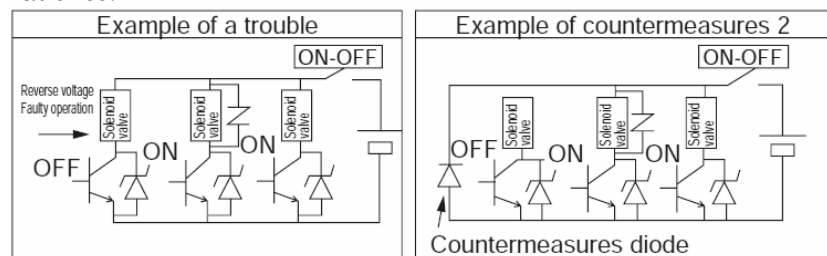 Example of a trouble
ON-OFF
Reverse voltage
Faulty operation
Solenoid
valve
Solenoid
valve
Solenoid
valve
OFF
ON
ON
Example of countermeasures 2
ON-OFF
Solenoid
valve
Solenoid
valve
Solenoid
valve
OFF
ON
ON
Countermeasures diode